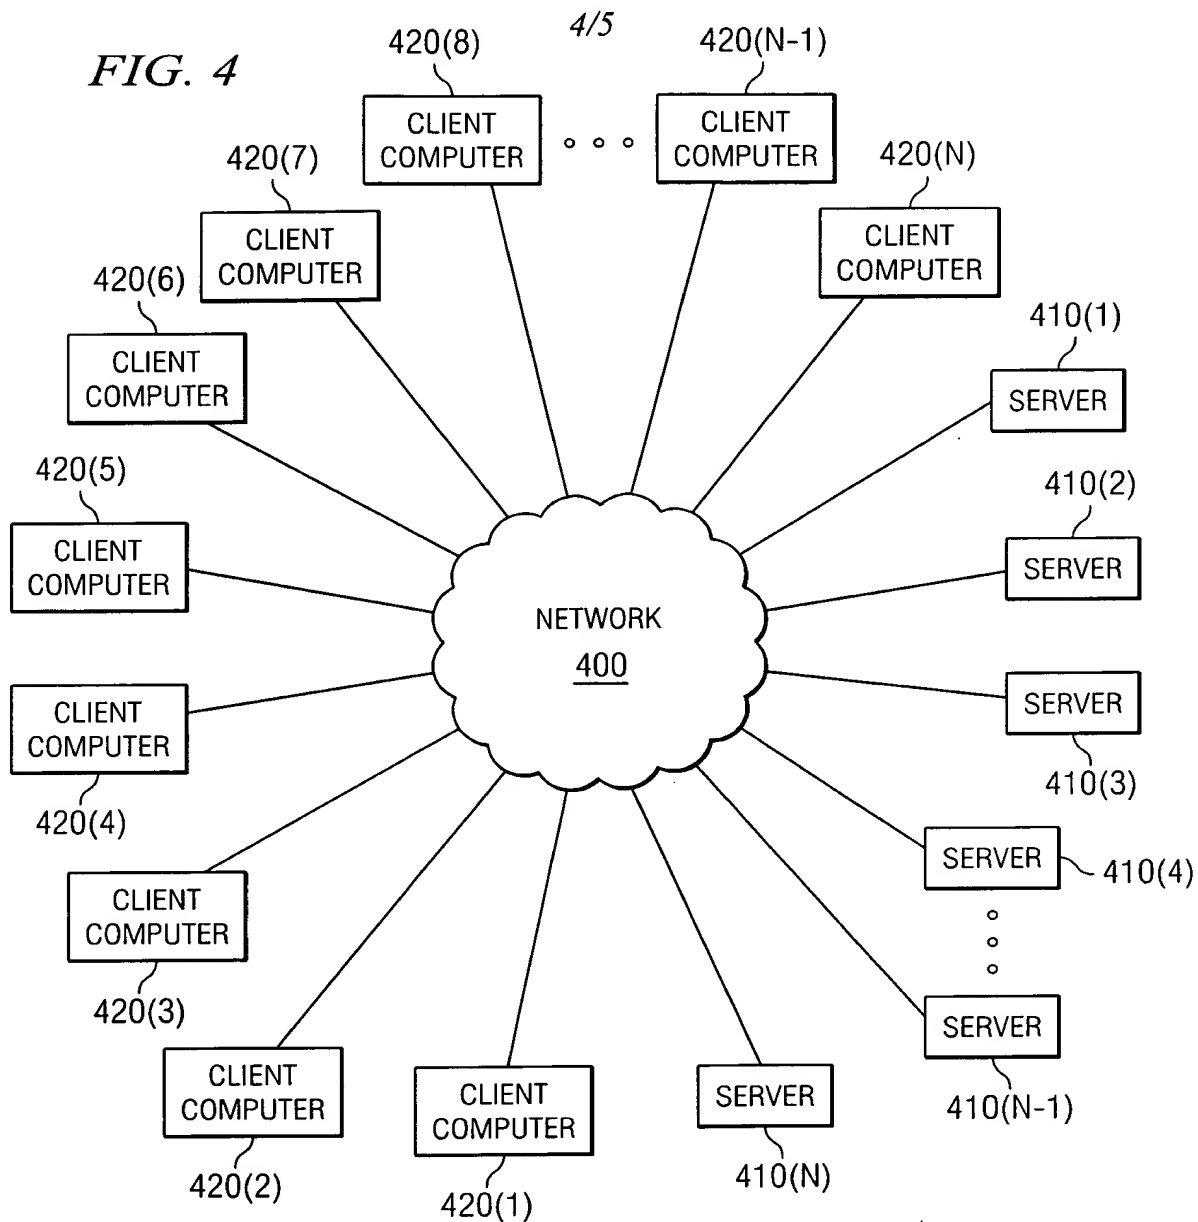 4/5
FIG. 4
420(8)
420(N-1)
CLIENT
COMPUTER
CLIENT
COMPUTER
420(7)
420(N)
CLIENT
COMPUTER
CLIENT
COMPUTER
420(6)
410(1)
CLIENT
COMPUTER
SERVER
420(5)
410(2)
CLIENT
COMPUTER
SERVER
NETWORK
400
CLIENT
COMPUTER
SERVER
420(4)
410(3)
SERVER
410(4)
CLIENT
COMPUTER
420(3)
SERVER
410(N-1)
CLIENT
COMPUTER
420(2)
CLIENT
COMPUTER
420(1)
SERVER
410(N)